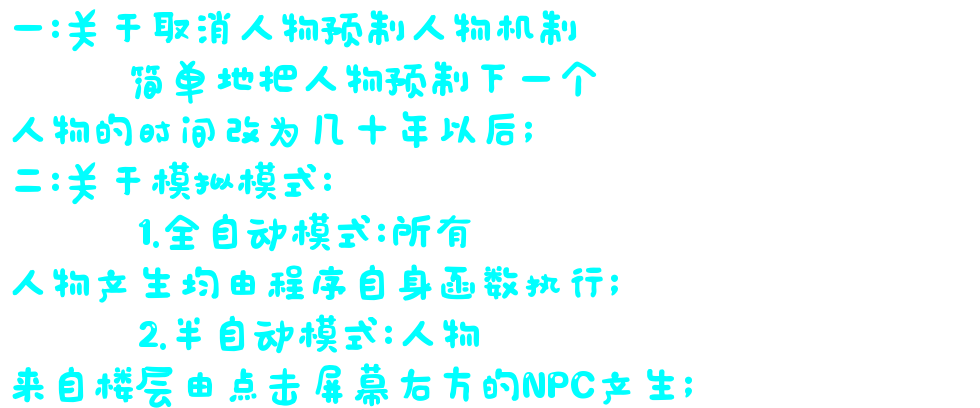 一:关于取消人物预制人物机制
简单地把人物预制下一个
人物的时间改为几十年以后;
二:关于模拟模式:
1.全自动模式:所有
人物产生均由程序自身函数执行;
2.半自动模式:人物
来自楼层由点击屏幕右方的NPC产生;